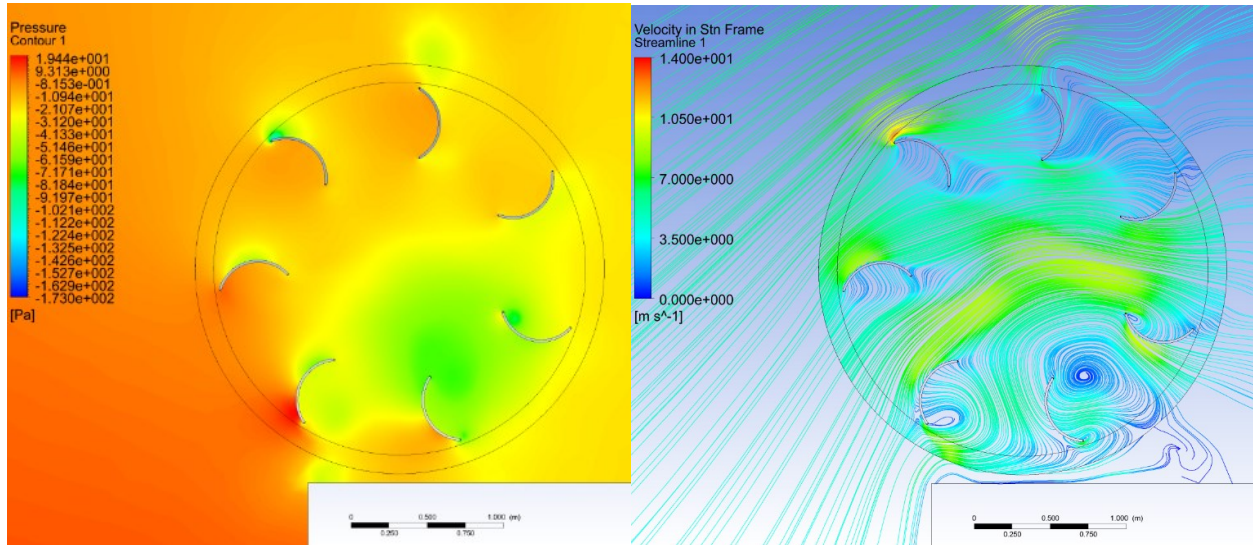 Pressure
Contour 1
1.944e+001
9.313e+000
-8.153e-001
-1.094e+001
-2.107e+001
-3.120e+001
-4.133e+001
-5.146e+001
-6.159e+001
-7.171e+001
-8.184e+001
-9.197e+001
-1.021e+002
-1.122e+002
-1.224e+002
-1.325e+002
-1.426e+002
-1.527e+002
-1.629e+002
-1.730e+002
[Pa]
0 0.500 1.000 (m)
0.250 0.750
Velocity in Stn Frame
Streamline 1
1.400e+001
1.050e+001
7.000e+000
3.500e+000
0.000e+000
[m s^-1]
0 0.500 1.000 (m)
0.250 0.750